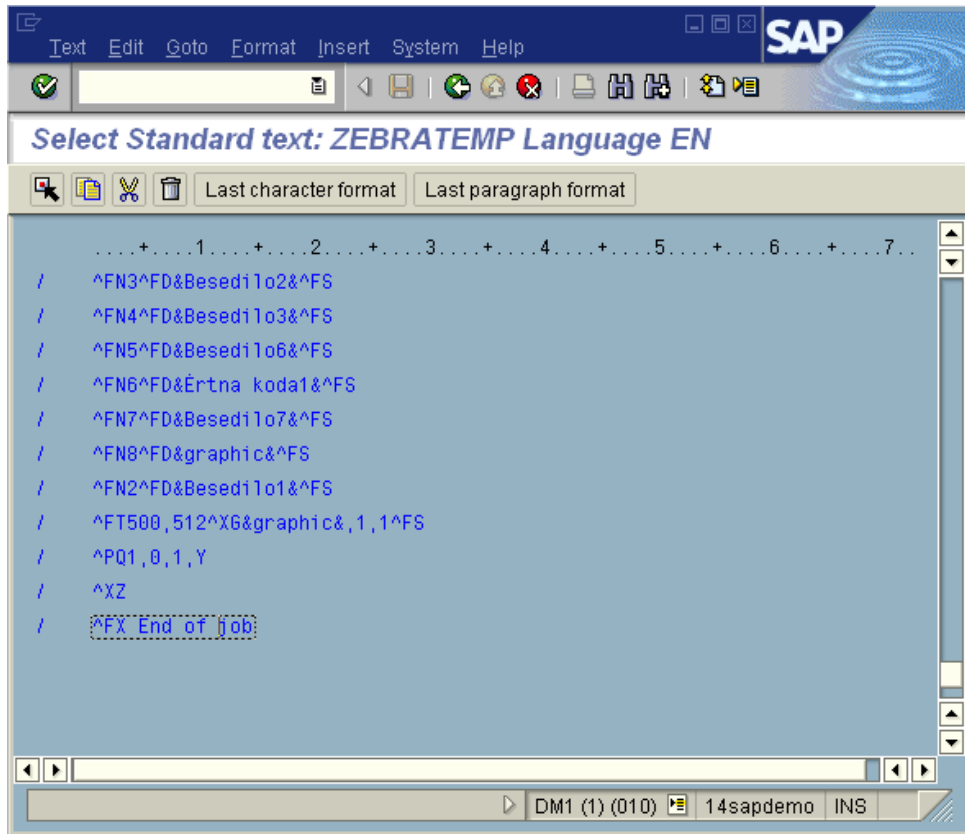 Text Edit Goto Format Insert System Help
SAP
Select Standard text: ZEBRATEMP Language EN
Last character format Last paragraph format
....+....1....+....2....+....3....+....4....+....5....+....6....+....7..
/ ^FN3^FD&Besedilo2&^FS
/ ^FN4^FD&Besedilo3&^FS
/ ^FN5^FD&Besedilo6&^FS
/ ^FN6^FD&Èrtna koda1&^FS
/ ^FN7^FD&Besedilo7&^FS
/ ^FN8^FD&graphic&^FS
/ ^FN2^FD&Besedilo1&^FS
/ ^FT500,512^XG&graphic&,1,1^FS
/ ^PQ1,0,1,Y
/ ^XZ
/ ^FX End of job
DM1 (1) (010) 14sapdemo INS